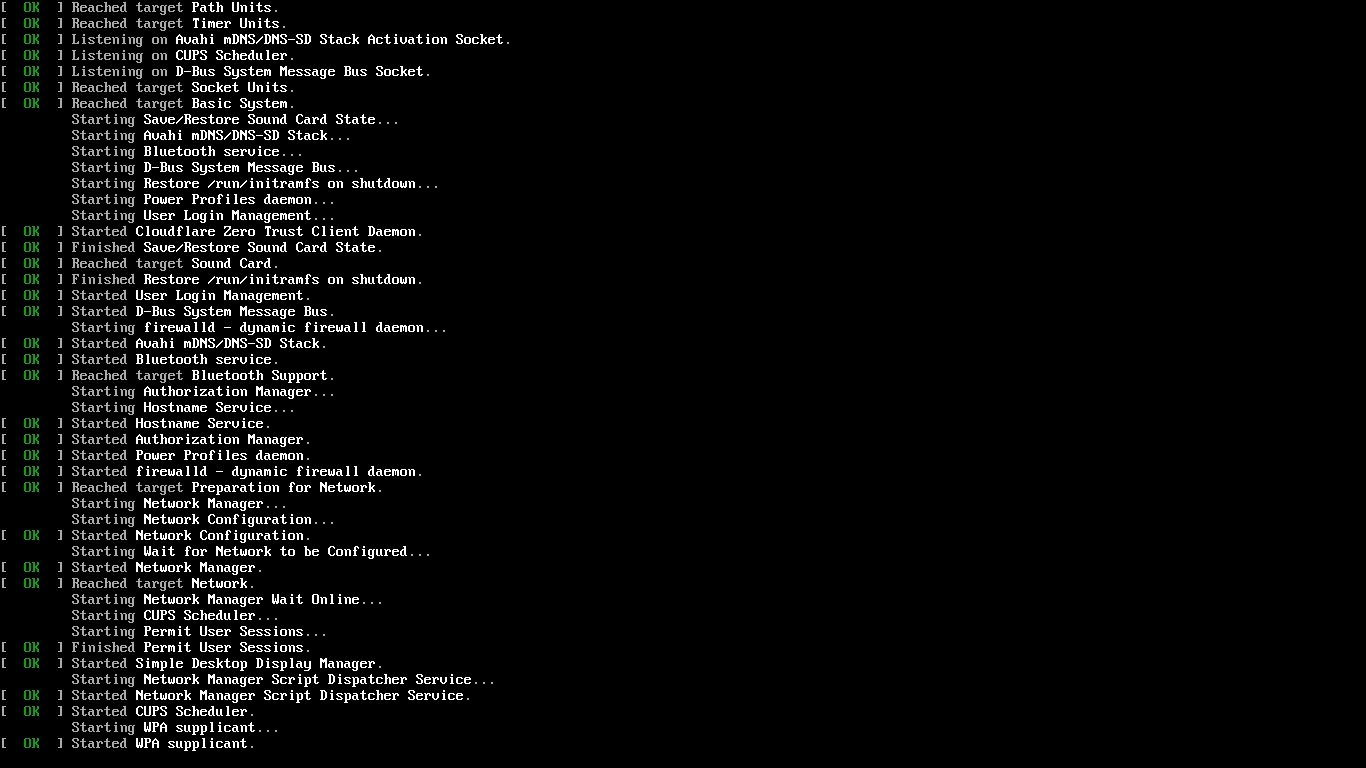 [  OK  ] Reached target Path Units.
[  OK  ] Reached target Timer Units.
[  OK  ] Listening on Avahi mDNS/DNS-SD Stack Activation Socket.
[  OK  ] Listening on CUPS Scheduler.
[  OK  ] Listening on D-Bus System Message Bus Socket.
[  OK  ] Reached target Socket Units.
[  OK  ] Reached target Basic System.
         Starting Save/Restore Sound Card State...
         Starting Avahi mDNS/DNS-SD Stack...
         Starting Bluetooth service...
         Starting D-Bus System Message Bus...
         Starting Restore /run/initramfs on shutdown...
         Starting Power Profiles daemon...
         Starting User Login Management...
[  OK  ] Started Cloudflare Zero Trust Client Daemon.
[  OK  ] Finished Save/Restore Sound Card State.
[  OK  ] Reached target Sound Card.
[  OK  ] Finished Restore /run/initramfs on shutdown.
[  OK  ] Started User Login Management.
[  OK  ] Started D-Bus System Message Bus.
         Starting firewalld - dynamic firewall daemon...
[  OK  ] Started Avahi mDNS/DNS-SD Stack.
[  OK  ] Started Bluetooth service.
[  OK  ] Reached target Bluetooth Support.
         Starting Authorization Manager...
         Starting Hostname Service...
[  OK  ] Started Hostname Service.
[  OK  ] Started Authorization Manager.
[  OK  ] Started Power Profiles daemon.
[  OK  ] Started firewalld - dynamic firewall daemon.
[  OK  ] Reached target Preparation for Network.
         Starting Network Manager...
         Starting Network Configuration...
[  OK  ] Started Network Configuration.
         Starting Wait for Network to be Configured...
[  OK  ] Started Network Manager.
[  OK  ] Reached target Network.
         Starting Network Manager Wait Online...
         Starting CUPS Scheduler...
         Starting Permit User Sessions...
[  OK  ] Finished Permit User Sessions.
[  OK  ] Started Simple Desktop Display Manager.
         Starting Network Manager Script Dispatcher Service...
[  OK  ] Started Network Manager Script Dispatcher Service.
[  OK  ] Started CUPS Scheduler.
         Starting WPA supplicant...
[  OK  ] Started WPA supplicant.